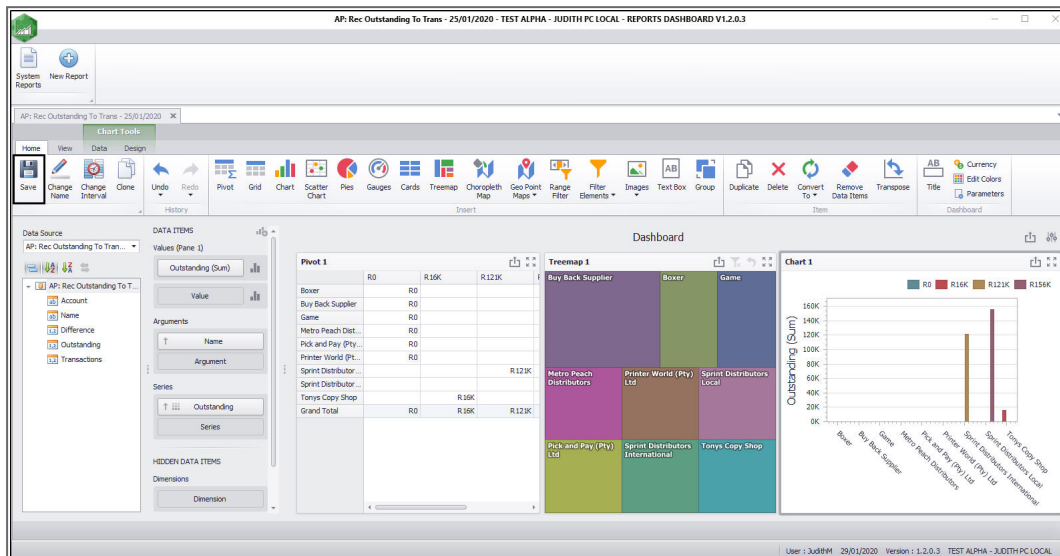 AP: Rec Outstanding To Trans - 25/01/2020 - TEST ALPHA - JUDITH PC LOCAL - REPORTS DASHBOARD V1.2.0.3
System Reports
New Report
AP: Rec Outstanding To Trans - 25/01/2020
Chart Tools
Home View Data Design
Save
Change Name
Change Interval
Clone
Undo
Redo
Pivot
Grid
Chart
Scatter Chart
Pies
Gauges
Cards
Treemap
Choropleth Map
Geo Point Maps
Range Filter
Filter Elements
Images
Text Box
Group
Duplicate
Delete
Convert To
Remove Data Items
Transpose
AB
Title
Currency
Edit Colors
Parameters
History
Insert
Item
Dashboard
Data Source
AP: Rec Outstanding To Tran...
AP: Rec Outstanding To T...
Account
Name
Difference
Outstanding
Transactions
DATA ITEMS
Values (Pane 1)
Outstanding (Sum)
Value
Arguments
Name
Argument
Series
Outstanding
Series
HIDDEN DATA ITEMS
Dimensions
Dimension
Dashboard
Pivot 1
R0 R16K R121K
Boxer R0
Buy Back Supplier R0
Game R0
Metro Peach Dist... R0
Pick and Pay (Pty... R0
Printer World (Pt... R0
Sprint Distributor... R121K
Sprint Distributor...
Tonys Copy Shop R16K
Grand Total R0 R16K R121K
Treemap 1
Buy Back Supplier
Boxer
Game
Metro Peach Distributors
Printer World (Pty) Ltd
Sprint Distributors Local
Pick and Pay (Pty) Ltd
Sprint Distributors International
Tonys Copy Shop
Chart 1
R0 R16K R121K R156K
Outstanding (Sum)
160K
140K
120K
100K
80K
60K
40K
20K
0K
Boxer
Buy Back Supplier
Game
Metro Peach Distributors
Pick and Pay (Pty) Ltd
Printer World (Pty) Ltd
Sprint Distributors International
Sprint Distributors Local
Tonys Copy Shop
User : JudithM 29/01/2020 Version : 1.2.0.3 TEST ALPHA - JUDITH PC LOCAL